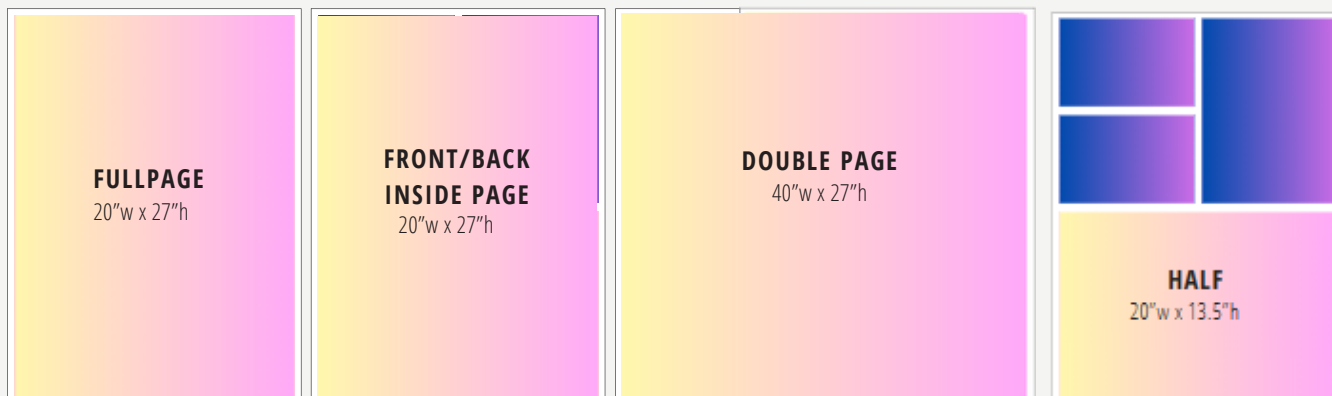 FULLPAGE
20”w x 27”h
FRONT/BACK
INSIDE PAGE
20”w x 27”h
DOUBLE PAGE
40”w x 27”h
HALF
20”w x 13.5”h